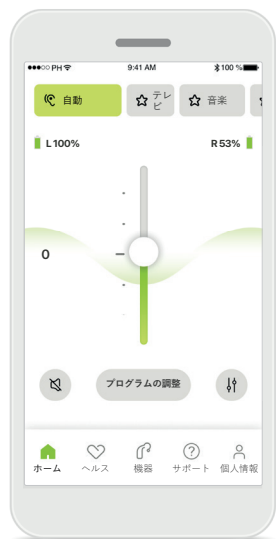 PH 9:41 AM 100 %
自動 テレ
ビ 音楽
L 100% R 53%
0
プログラムの調整
ホーム ヘルス 機器 サポート 個人情報